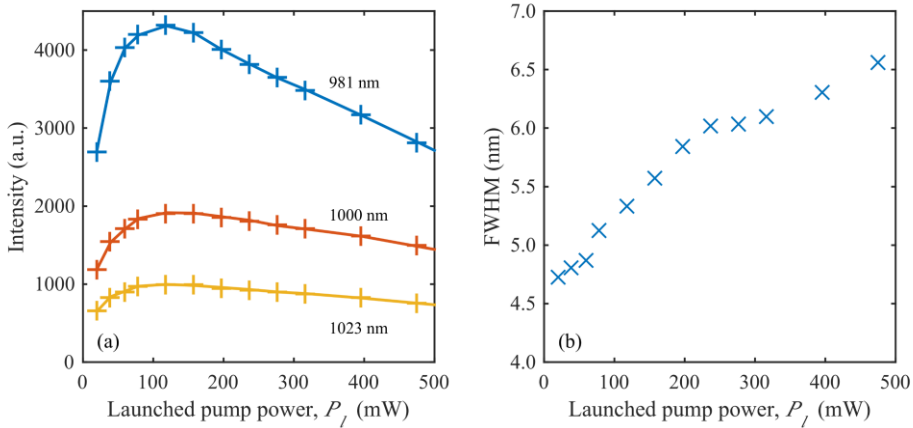 4000
3000
2000
1000
0
0
100
200
300
400
500
Intensity (a.u.)
Launched pump power, P_l (mW)
981 nm
1000 nm
1023 nm
(a)
7.0
6.5
6.0
5.5
5.0
4.5
4.0
0
100
200
300
400
500
FWHM (nm)
Launched pump power, P_l (mW)
(b)